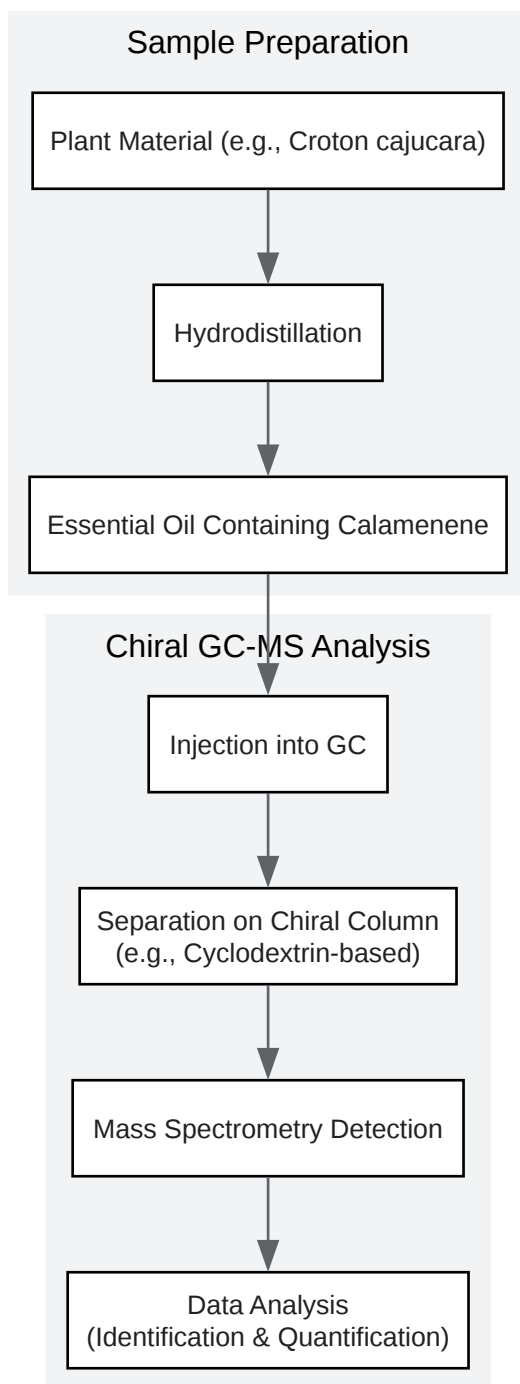 Sample Preparation
Plant Material (e.g., Croton cajucara)
Hydrodistillation
Essential Oil Containing Calamenene
Chiral GC-MS Analysis
Injection into GC
Separation on Chiral Column
(e.g., Cyclodextrin-based)
Mass Spectrometry Detection
Data Analysis
(Identification & Quantification)